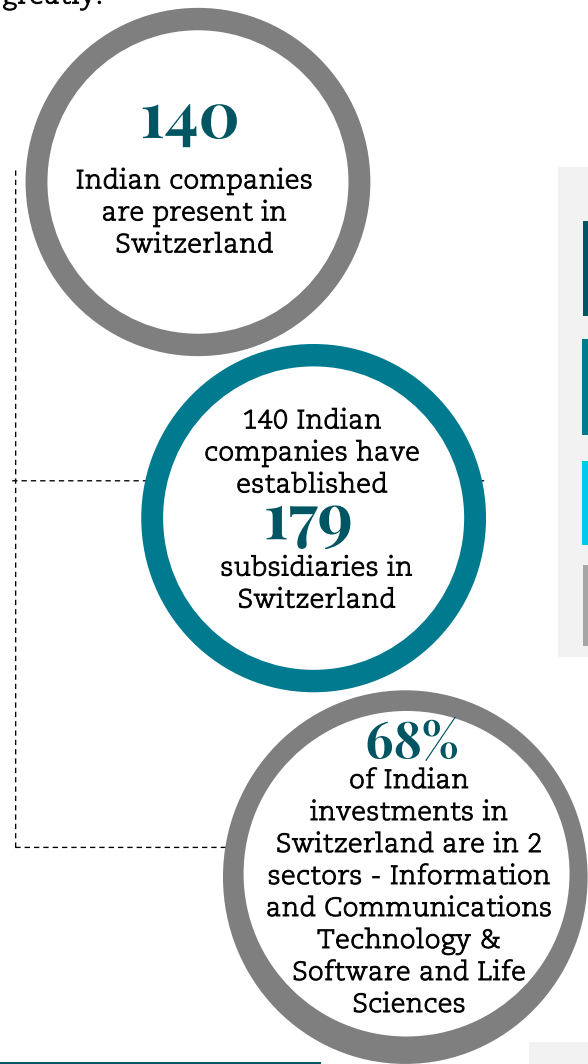 greatly.
140
Indian companies
are present in
Switzerland
140 Indian
companies have
established
179
subsidiaries in
Switzerland
68%
of Indian
investments in
Switzerland are in 2
sectors - Information
and Communications
Technology &
Software and Life
Sciences